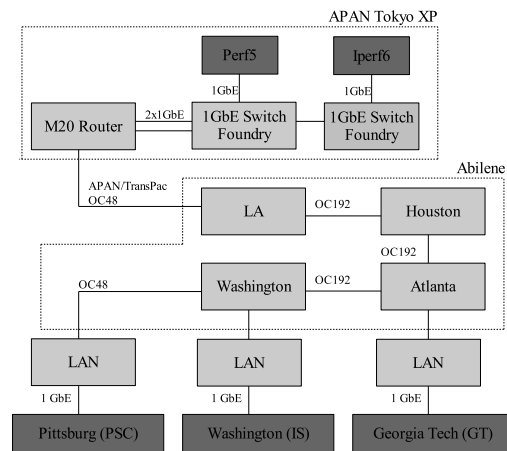 APAN Tokyo XP
Perf5
Iperf6
1GbE
1GbE
M20 Router
2x1GbE
1GbE Switch
Foundry
1GbE Switch
Foundry
Abilene
APAN/TransPac
OC48
LA
OC192
Houston
OC192
OC48
Washington
OC192
Atlanta
LAN
LAN
LAN
1 GbE
1 GbE
1 GbE
Pittsburg (PSC)
Washington (IS)
Georgia Tech (GT)